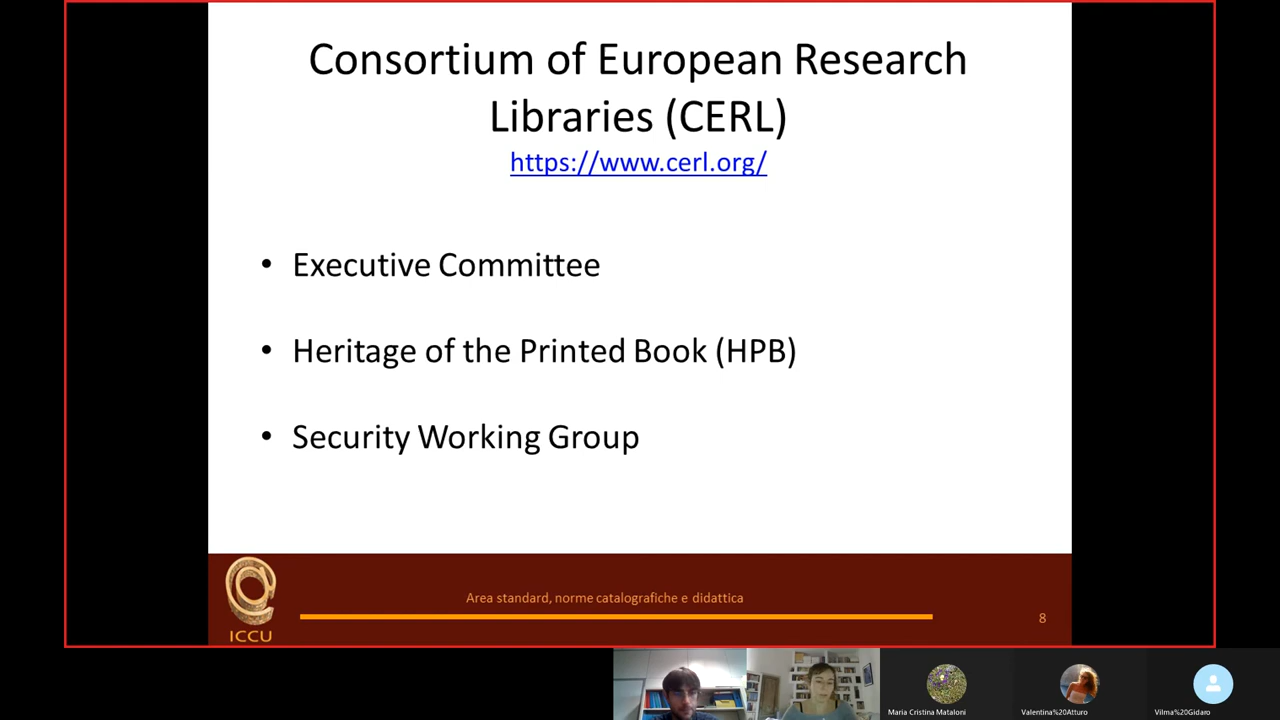 Consortium of European Research
Libraries (CERL)
https://www.cerl.org/
• Executive Committee
• Heritage of the Printed Book (HPB)
• Security Working Group
ICCU
Area standard, norme catalografiche e didattica
8
Maria Cristina Mataloni
Valentina%20Atturo
Vilma%20Gidaro